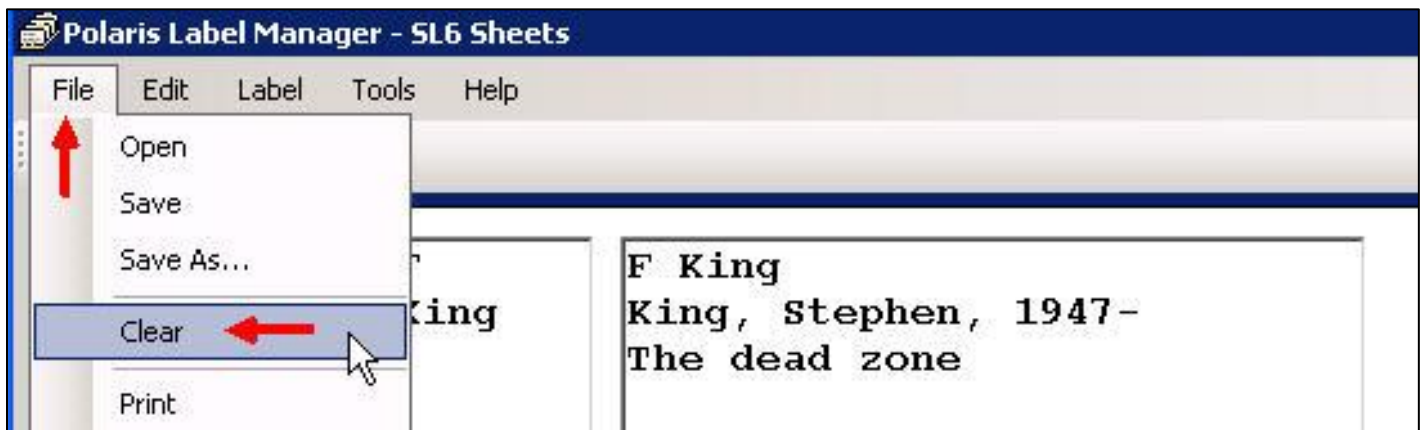 Polaris Label Manager - SL6 Sheets
File Edit Label Tools Help
Open
Save
Save As...
Clear
Print
King
F King
King, Stephen, 1947-
The dead zone